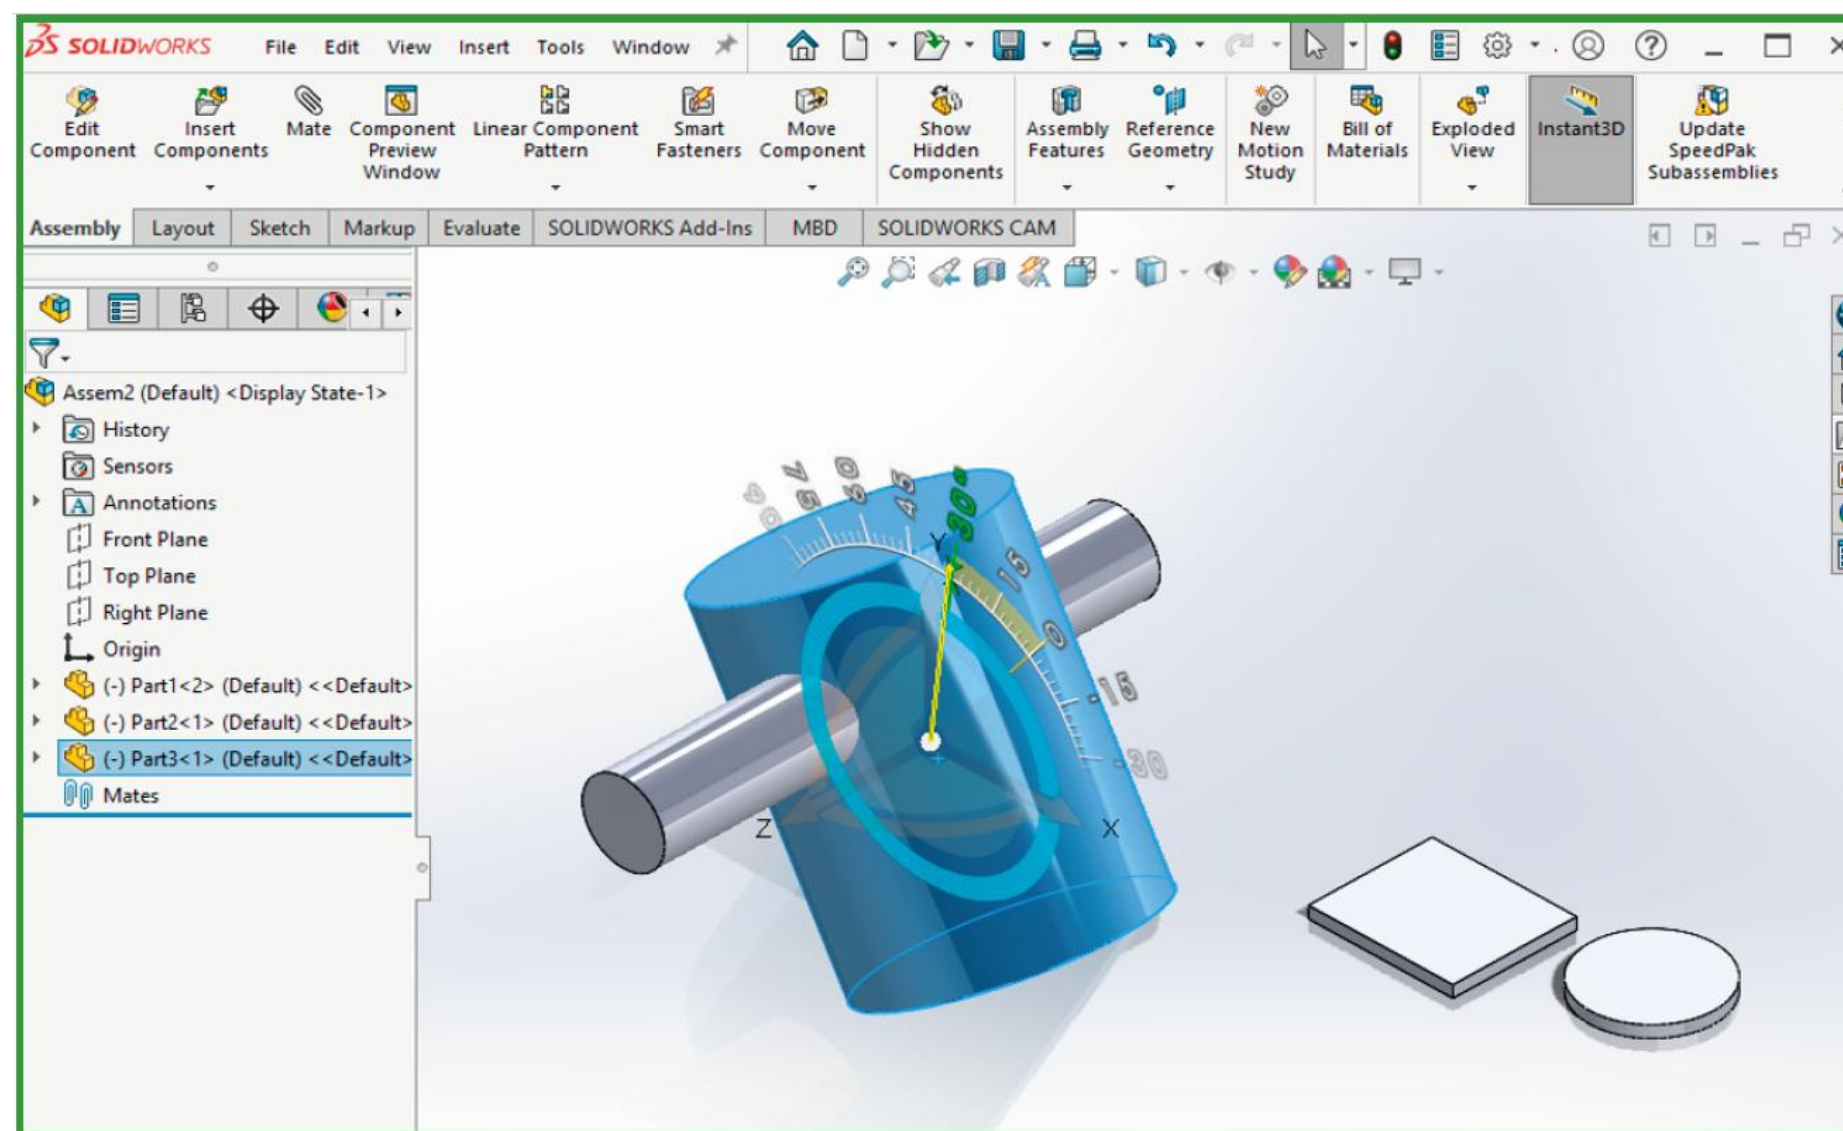 SOLIDWORKS File Edit View Insert Tools Window
Edit Component
Insert Components
Mate
Component Preview Window
Linear Component Pattern
Smart Fasteners
Move Component
Show Hidden Components
Assembly Features
Reference Geometry
New Motion Study
Bill of Materials
Exploded View
Instant3D
Update SpeedPak Subassemblies
Assembly Layout Sketch Markup Evaluate SOLIDWORKS Add-Ins MBD SOLIDWORKS CAM
Assem2 (Default) <Display State-1>
History
Sensors
A Annotations
Front Plane
Top Plane
Right Plane
Origin
(-) Part1<2> (Default) <<Default>
(-) Part2<1> (Default) <<Default>
(-) Part3<1> (Default) <<Default>
Mates
90
75
60
45
30°
15
0
-15
-30
Y
Z
X